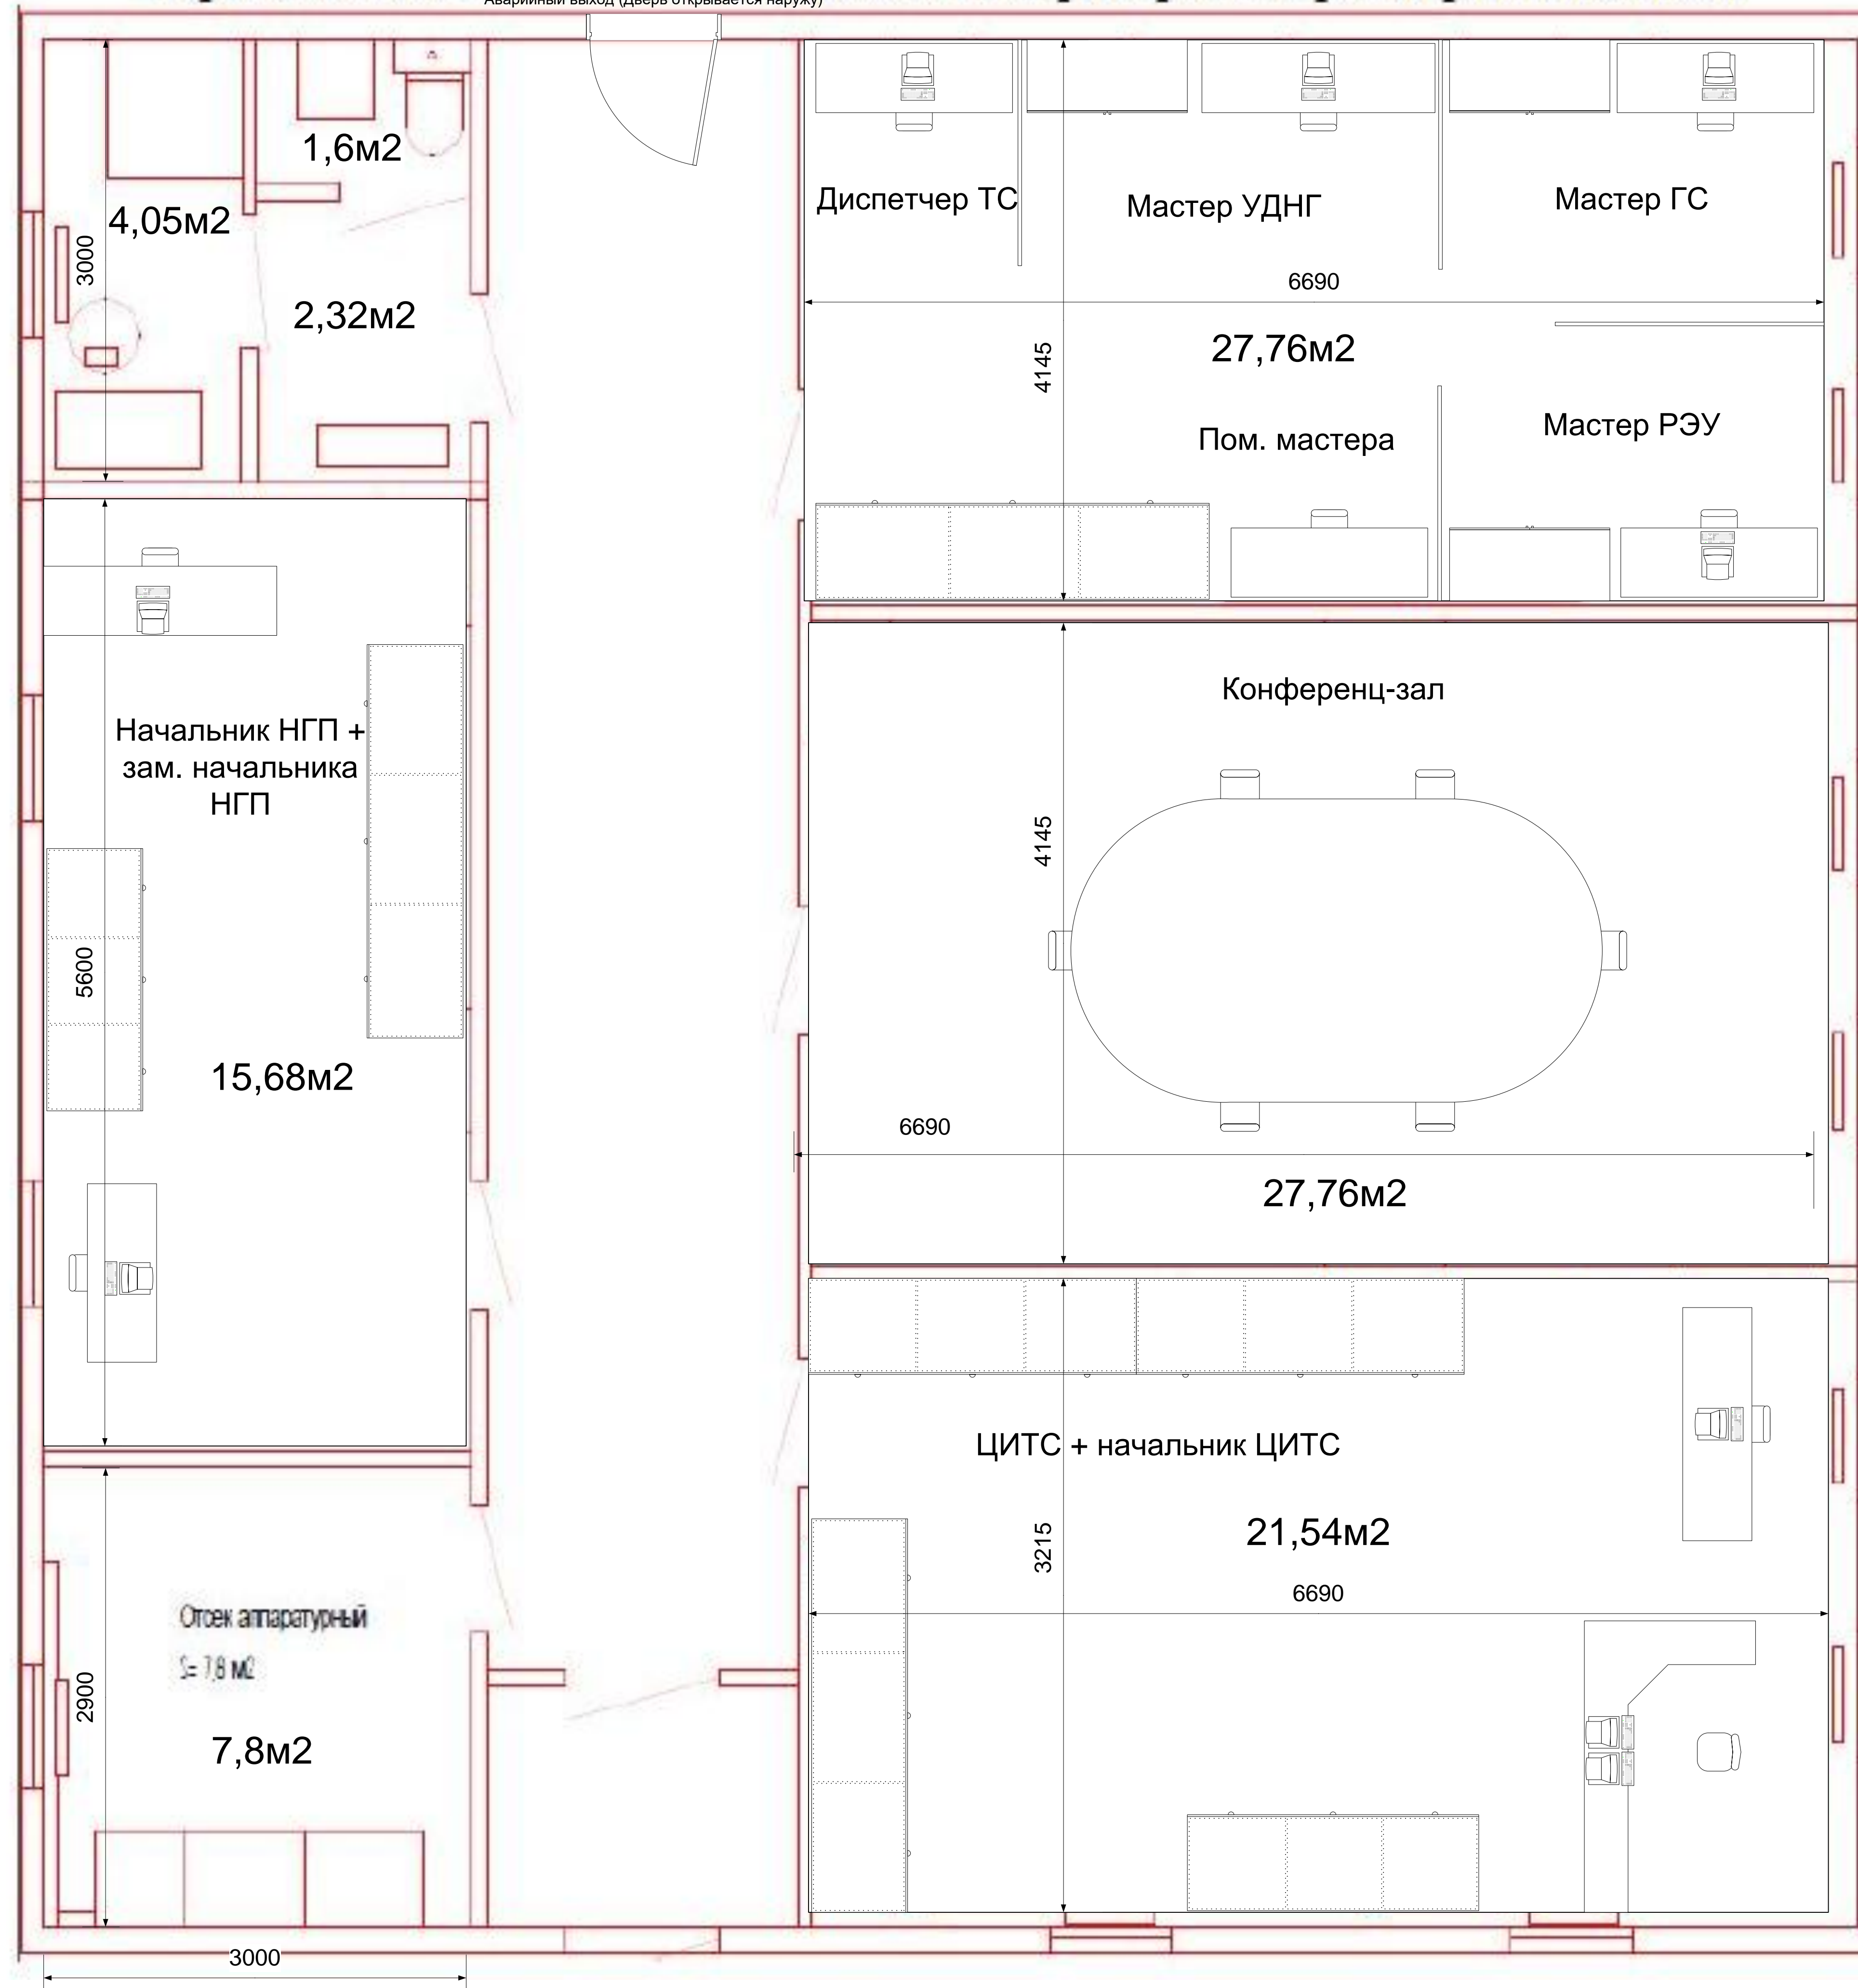 Аварийный выход (дверь открывается наружу)
1,6м2
4,05м2
3000
2,32м2
Диспетчер ТС
Мастер УДНГ
Мастер ГС
6690
27,76м2
4145
Пом. мастера
Мастер РЭУ
Начальник НГП +
зам. начальника
НГП
5600
15,68м2
Конференц-зал
4145
6690
27,76м2
ЦИТС + начальник ЦИТС
21,54м2
3215
6690
Отсек аппаратурный
S= 7,8 м2
2900
7,8м2
3000